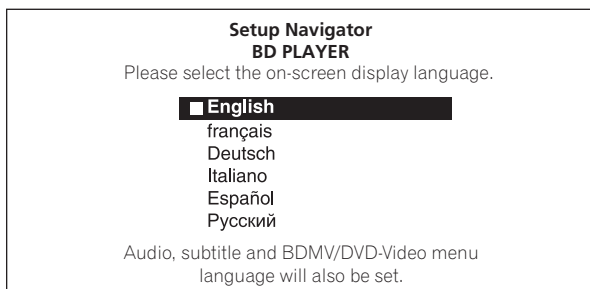 Setup Navigator
BD PLAYER
Please select the on-screen display language.
English
français
Deutsch
Italiano
Español
Русский
Audio, subtitle and BDMV/DVD-Video menu
language will also be set.